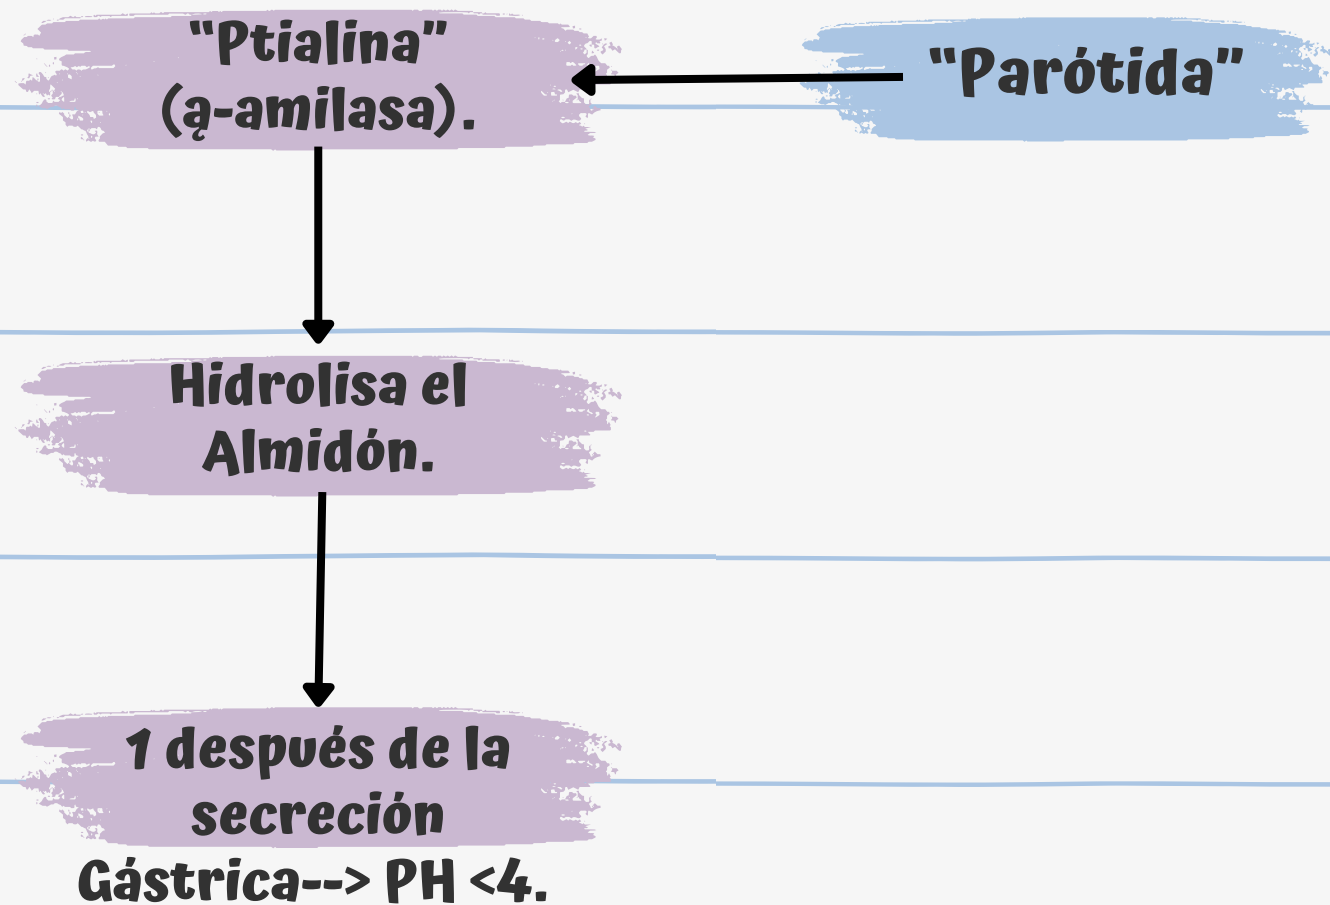 “Ptialina”
(ą-amilasa).
“Parótida”
Hidrolisa el
Almidón.
1 después de la
secreción
Gástrica--> PH <4.